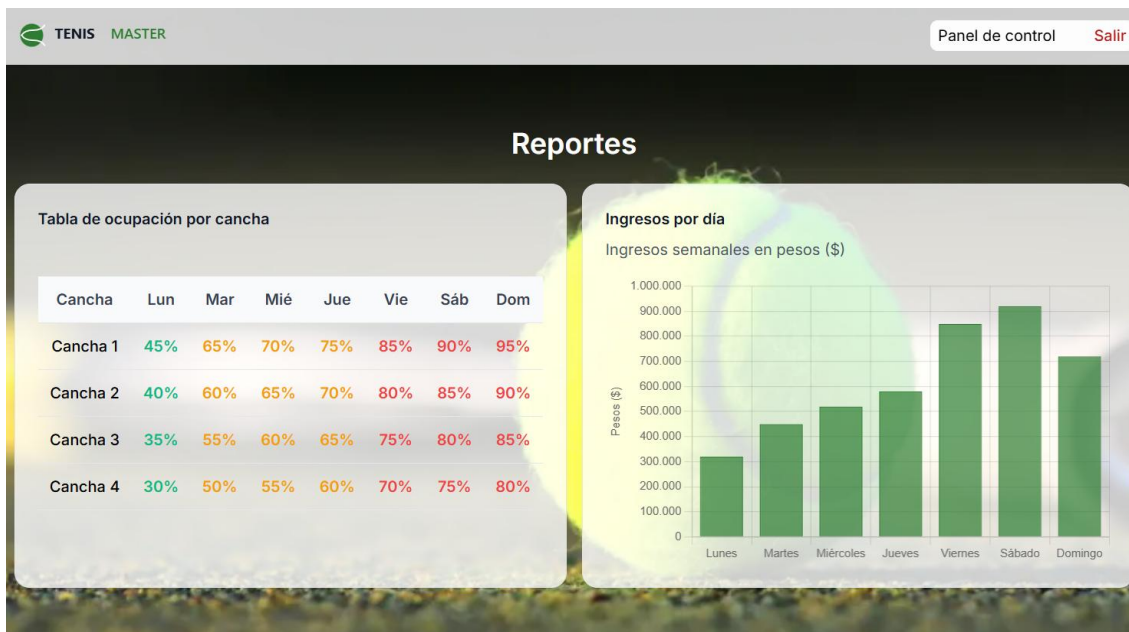 TENIS MASTER
Panel de control Salir
Reportes
Tabla de ocupación por cancha
Cancha Lun Mar Mié Jue Vie Sáb Dom
Cancha 1 45% 65% 70% 75% 85% 90% 95%
Cancha 2 40% 60% 65% 70% 80% 85% 90%
Cancha 3 35% 55% 60% 65% 75% 80% 85%
Cancha 4 30% 50% 55% 60% 70% 75% 80%
Ingresos por día
Ingresos semanales en pesos ($)
Pesos ($)
1.000.000
900.000
800.000
700.000
600.000
500.000
400.000
300.000
200.000
100.000
0
Lunes Martes Miércoles Jueves Viernes Sábado Domingo